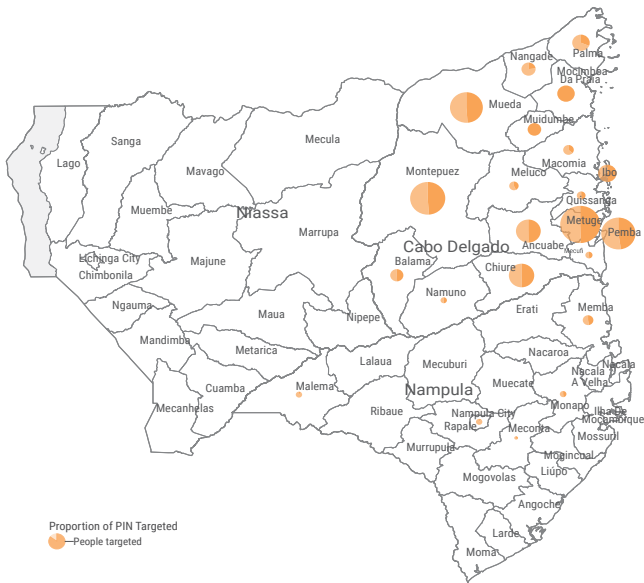 Palma
Nangade
Mocimboa
Da Praia
Mueda
Muidumbe
Sanga
Mecula
Lago
Mavago
Macomia
Montepuez
Meluco
Ibo
Quissanga
Muembe
Niassa
Metuge
Marrupa
Pemba
Cabo Delgado
Ancuabe
Mecufi
Lichinga City
Majune
Balama
Chiure
Chimbonila
Namuno
Ngauma
Maua
Nipepe
Erati
Memba
Mandimba
Metarica
Nacaroa
Lalaua
Mecuburi
Nacala
Nacala
A Velha
Cuamba
Malema
Nampula
Muecate
Monapo
Mecanhelas
Ribaue
Nampula City
Ilha De
Mocambique
Rapale
Meconta
Mossuril
Murrupula
Mogincual
Mogovolas
Liúpo
Angoche
Proportion of PIN Targeted
People targeted
Larde
Moma